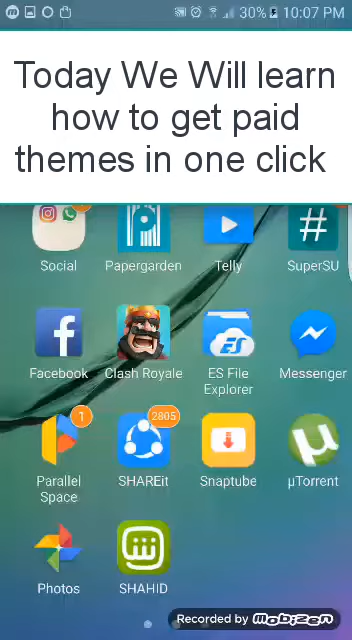 30% 10:07 PM
Today We Will learn
how to get paid
themes in one click
Social Papergarden Telly SuperSU
#
f
Facebook Clash Royale ES File Explorer Messenger
ES
1 2805
Parallel Space SHAREit Snaptube µTorrent
µ
Photos SHAHID
Recorded by mobizen